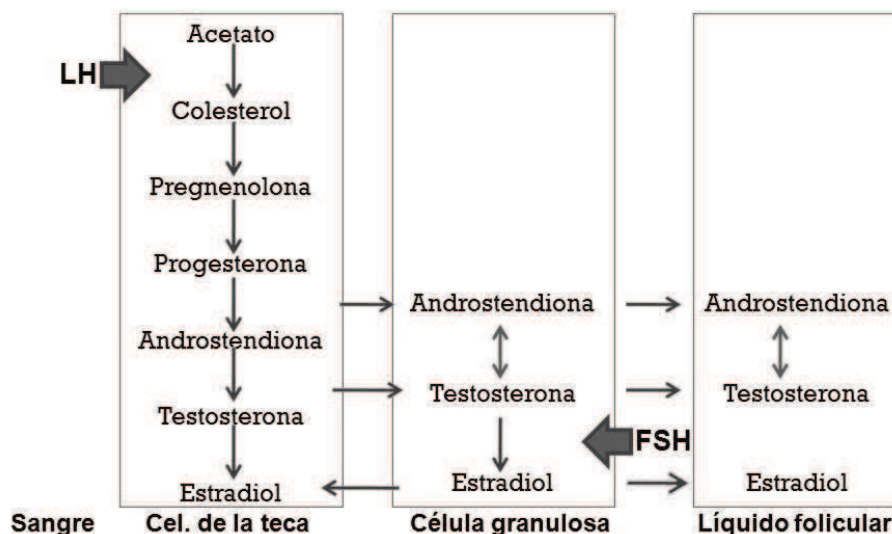 Acetato
LH
Colesterol
Pregnenolona
Progesterona
Androstendiona
Testosterona
Estradiol
Androstendiona
Testosterona
FSH
Estradiol
Androstendiona
Testosterona
Estradiol
Sangre Cel. de la teca Célula granulosa Líquido folicular